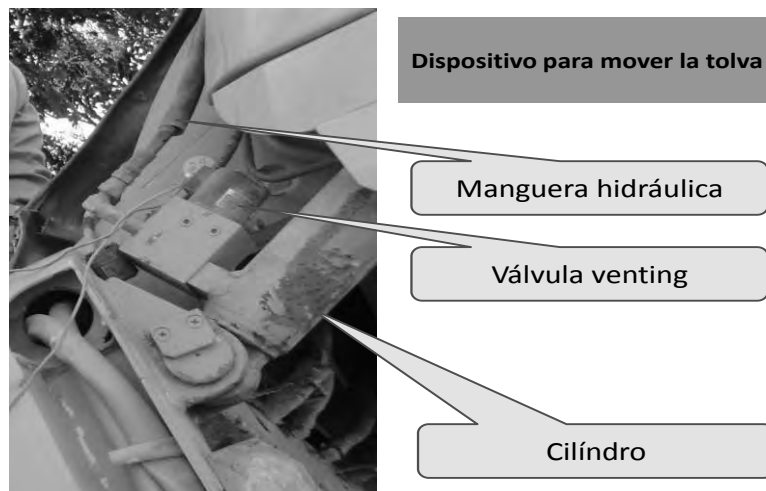 Dispositivo para mover la tolva
Manguera hidráulica
Válvula venting
Cilíndro